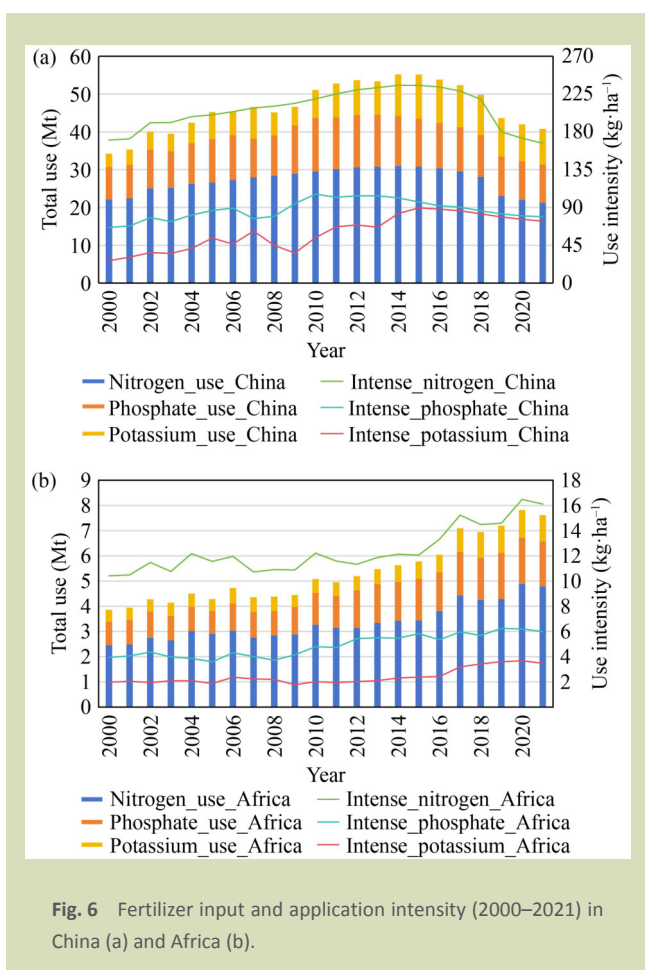 (a)
60
50
40
30
20
10
0
Total use (Mt)
270
225
180
135
90
45
0
Use intensity (kg·ha⁻¹)
2000
2002
2004
2006
2008
2010
2012
2014
2016
2018
2020
Year
Nitrogen_use_China
Intense_nitrogen_China
Phosphate_use_China
Intense_phosphate_China
Potassium_use_China
Intense_potassium_China
(b)
9
8
7
6
5
4
3
2
1
0
Total use (Mt)
18
16
14
12
10
8
6
4
2
Use intensity (kg·ha⁻¹)
2000
2002
2004
2006
2008
2010
2012
2014
2016
2018
2020
Year
Nitrogen_use_Africa
Intense_nitrogen_Africa
Phosphate_use_Africa
Intense_phosphate_Africa
Potassium_use_Africa
Intense_potassium_Africa
Fig. 6 Fertilizer input and application intensity (2000–2021) in
China (a) and Africa (b).